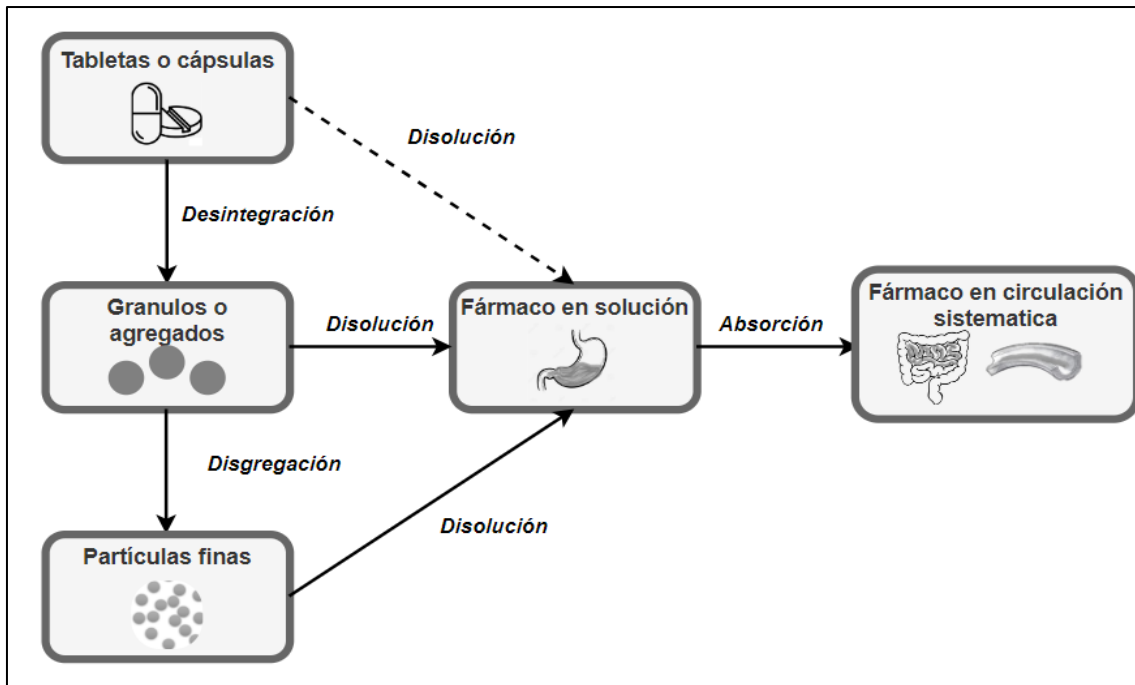 Tabletas o cápsulas
Disolución
Desintegración
Granulos o
agregados
Disolución
Fármaco en solución
Absorción
Fármaco en circulación
sistematica
Disgregación
Disolución
Partículas finas